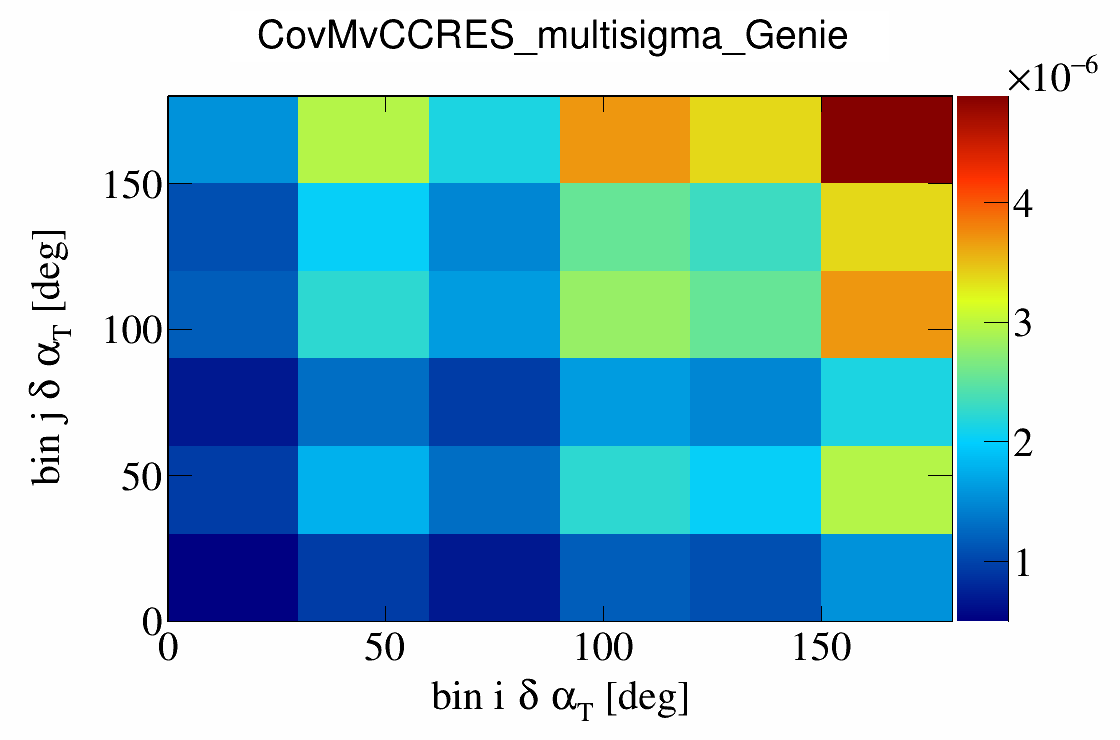 CovMvCCRES_multisigma_Genie
×10⁻⁶
150
100
50
0
0 50 100 150
4
3
2
1
bin j δ α_T [deg]
bin i δ α_T [deg]